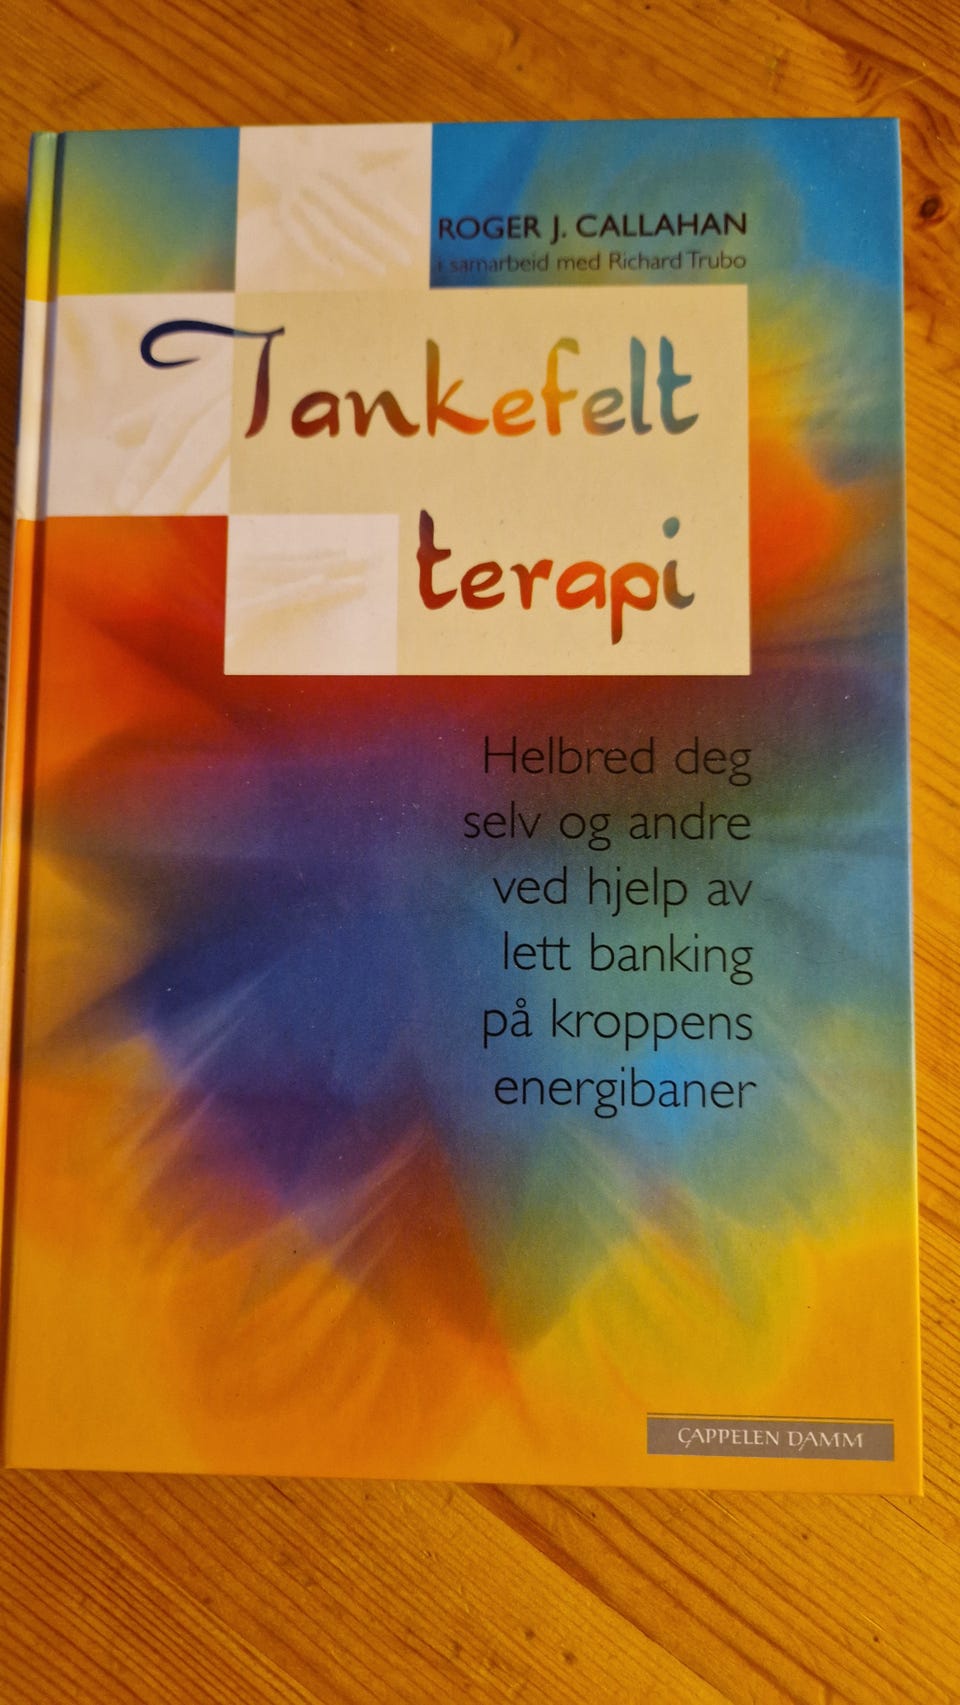 ROGER J. CALLAHAN
i samarbeid med Richard Trubo
Tankefelt
terapi
Helbred deg
selv og andre
ved hjelp av
lett banking
på kroppens
energibaner
CAPPELEN DAMM